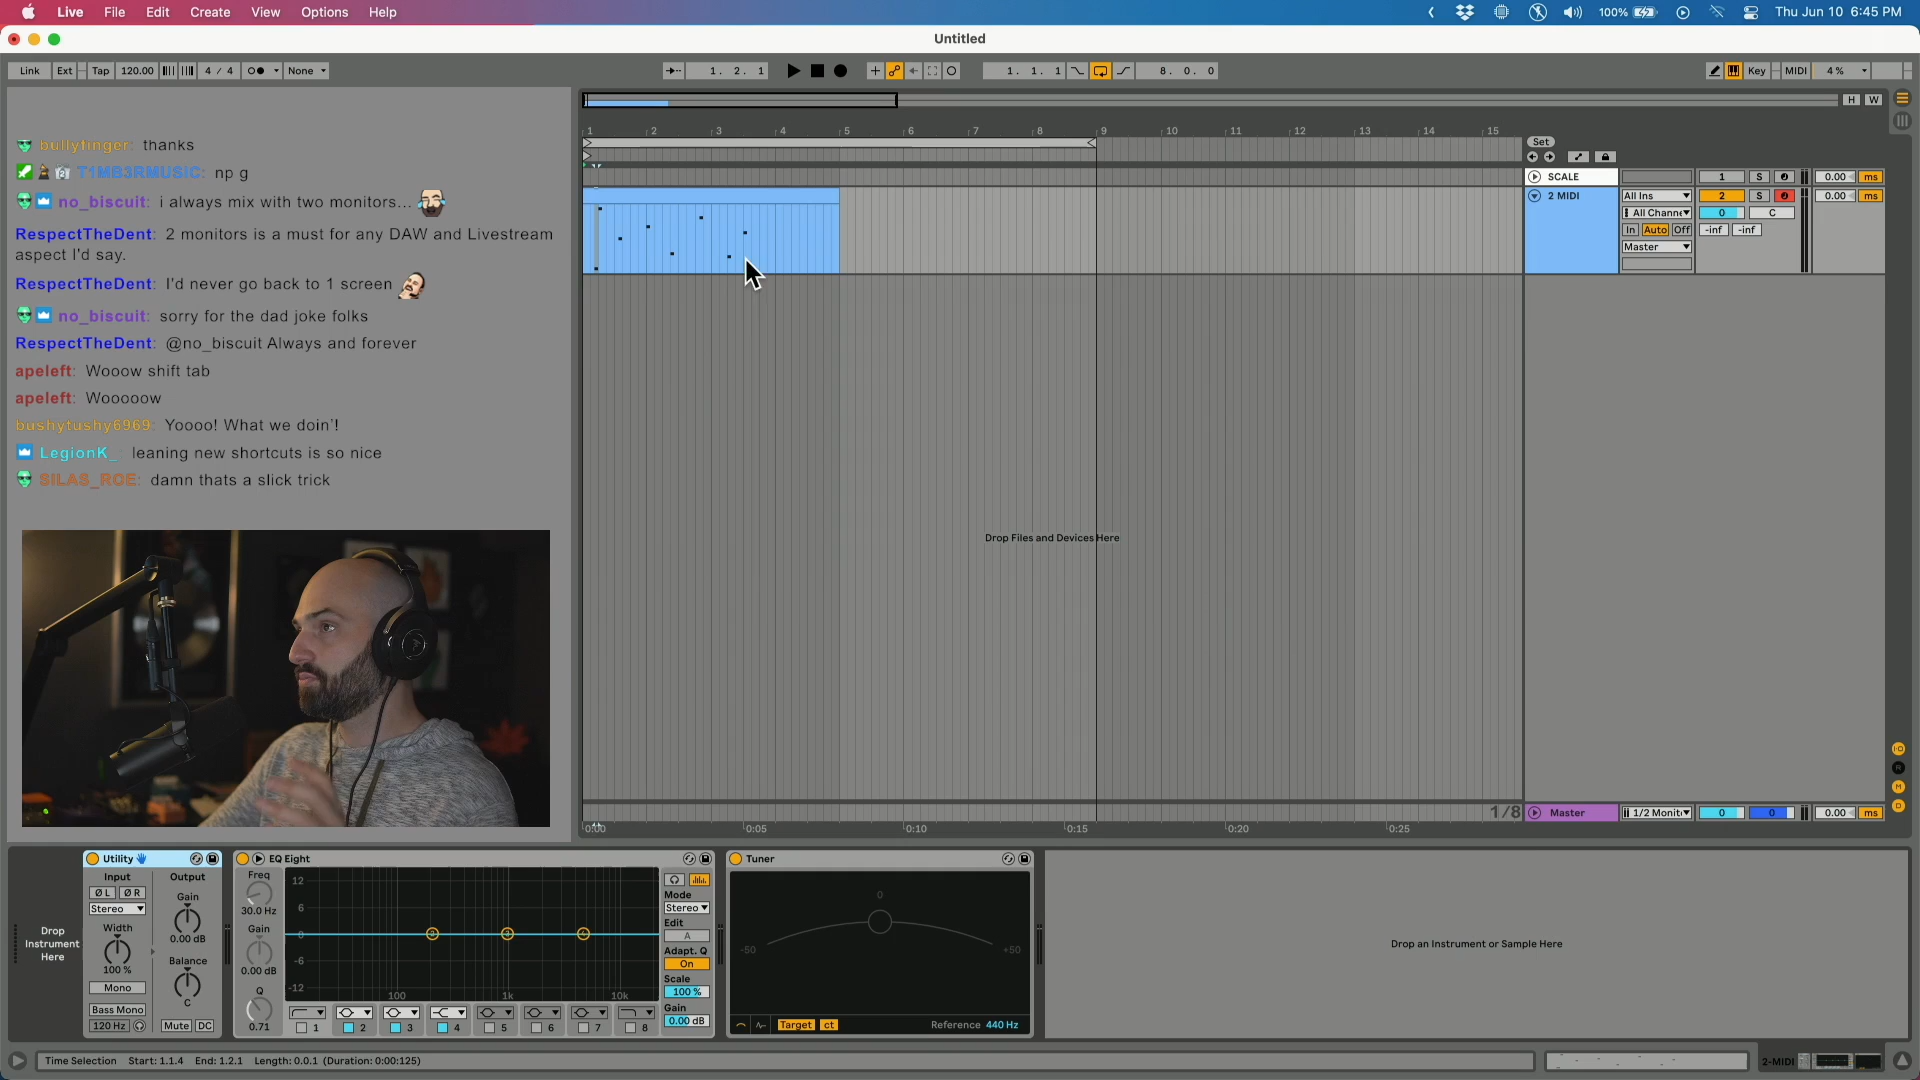 Live File Edit Create View Options Help
100% Thu Jun 10 6:45 PM
Untitled
Link Ext Tap 120.00 4 / 4 None
1. 2. 1
1. 1. 1
8. 0. 0
Key MIDI 4 %
H W
1 2 3 4 5 6 7 8 9 10 11 12 13 14 15
Set
bullyfinger: thanks
T1MB3RMUSIC: np g
no_biscuit: i always mix with two monitors...
RespectTheDent: 2 monitors is a must for any DAW and Livestream
aspect I'd say.
RespectTheDent: I'd never go back to 1 screen
no_biscuit: sorry for the dad joke folks
RespectTheDent: @no_biscuit Always and forever
apeleft: Wooow shift tab
apeleft: Wooooow
bushytushy6969: Yoooo! What we doin'!
LegionK_: leaning new shortcuts is so nice
SILAS_RCE: damn thats a slick trick
SCALE 1 S 0.00 ms
2 MIDI All Ins 2 S 0.00 ms
All Channe 0 C
In Auto Off -inf -inf
Master
Drop Files and Devices Here
1/8
Master 1/2 Monit 0 0 0.00 ms
0:00 0:05 0:10 0:15 0:20 0:25
Drop
Instrument
Here
Utility
Input Output
Ø L Ø R Gain
Stereo
Width 0.00 dB
100 % Balance
Mono C
Bass Mono
120 Hz Mute DC
EQ Eight
Freq
30.0 Hz
Gain
0.00 dB
Q
0.71
12
6
0
-6
-12
100 1k 10k
1 2 3 4 5 6 7 8
Mode
Stereo
Edit
A
Adapt. Q
On
Scale
100 %
Gain
0.00 dB
Tuner
0
-50 +50
Target ct Reference 440 Hz
Drop an Instrument or Sample Here
Time Selection Start: 1.1.4 End: 1.2.1 Length: 0.0.1 (Duration: 0:00:125)
2-MIDI